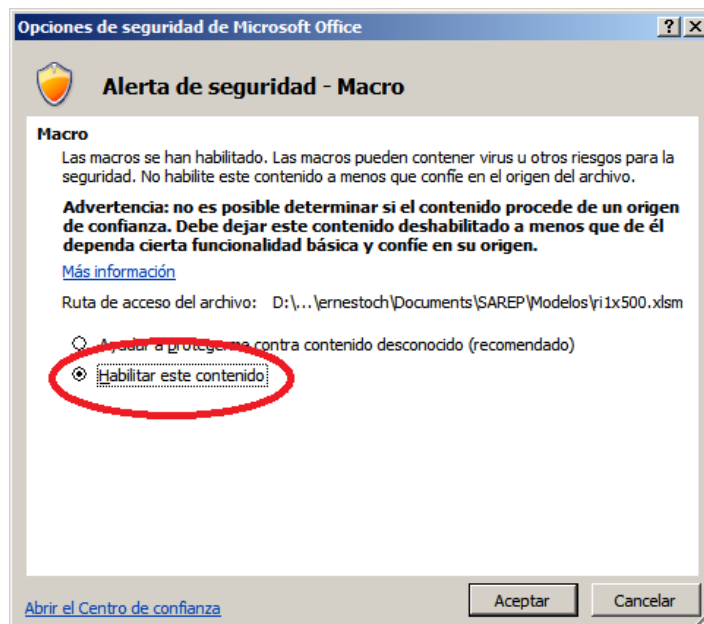 Opciones de seguridad de Microsoft Office
Alerta de seguridad - Macro
Macro
Las macros se han habilitado. Las macros pueden contener virus u otros riesgos para la
seguridad. No habilite este contenido a menos que confíe en el origen del archivo.
Advertencia: no es posible determinar si el contenido procede de un origen
de confianza. Debe dejar este contenido deshabilitado a menos que de él
dependa cierta funcionalidad básica y confíe en su origen.
Más información
Ruta de acceso del archivo: D:\...\ernestoch\Documents\SAREP\Modelos\ri1x500.xlsm
Ayudar a protegerme contra contenido desconocido (recomendado)
Habilitar este contenido
Abrir el Centro de confianza
Aceptar
Cancelar